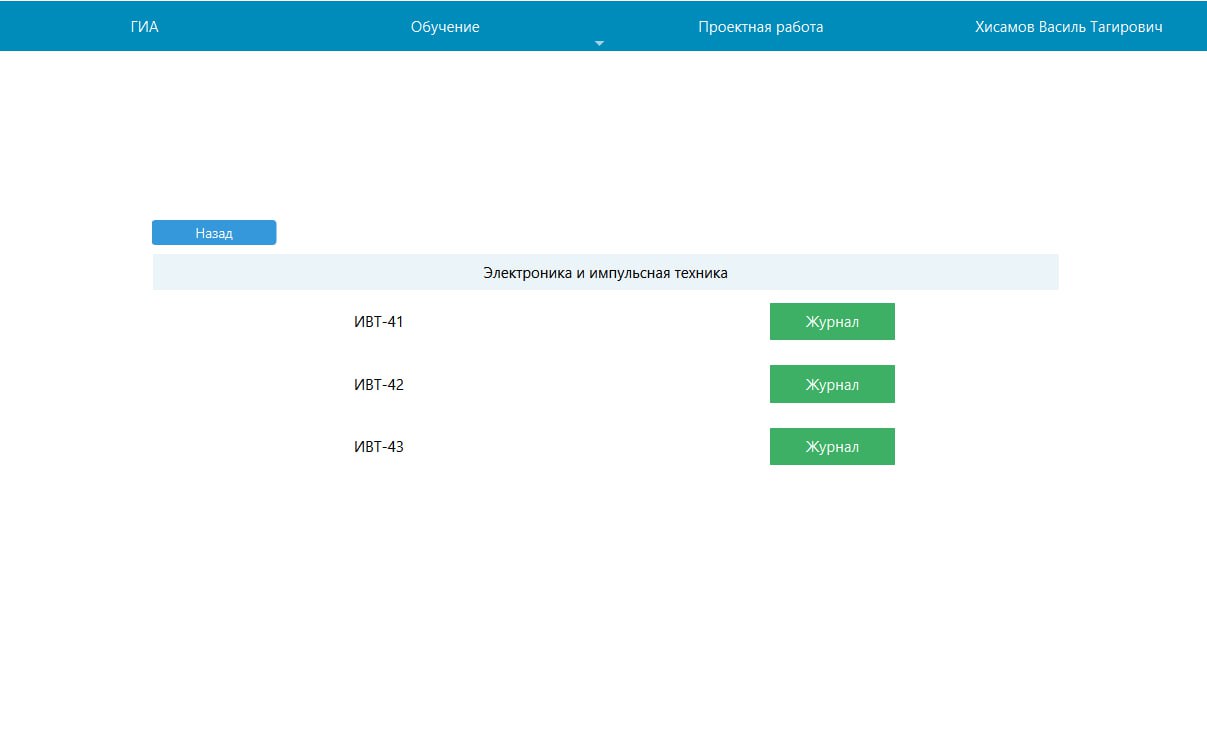 ГИА Обучение Проектная работа Хисамов Василь Тагирович
Назад
Электроника и импульсная техника
ИВТ-41 Журнал
ИВТ-42 Журнал
ИВТ-43 Журнал